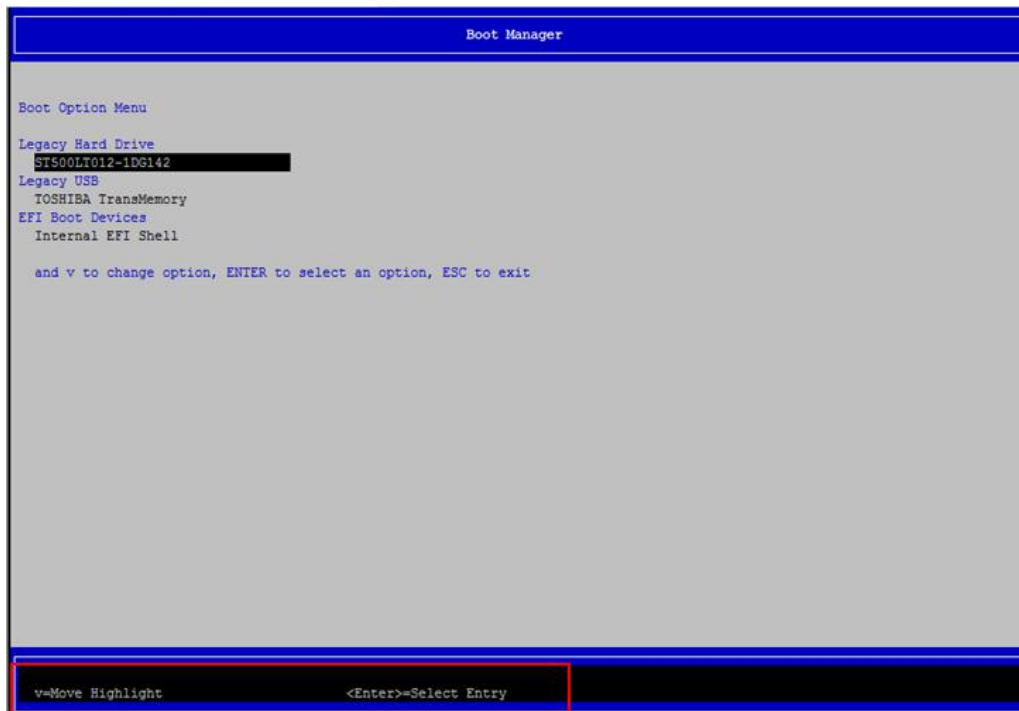 Boot Manager
Boot Option Menu
Legacy Hard Drive
ST500LT012-1DG142
Legacy USB
TOSHIBA TransMemory
EFI Boot Devices
Internal EFI Shell
and v to change option, ENTER to select an option, ESC to exit
v=Move Highlight <Enter>=Select Entry